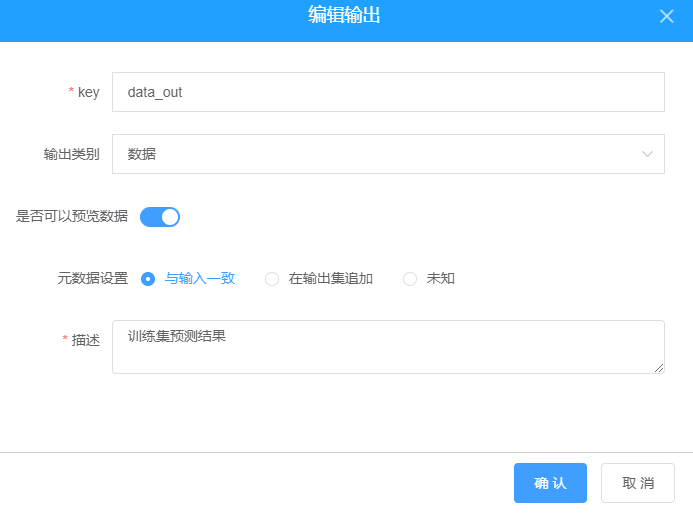 编辑输出
* key
data_out
输出类别
数据
是否可以预览数据
元数据设置 与输入一致 在输出集追加 未知
* 描述
训练集预测结果
确 认 取 消